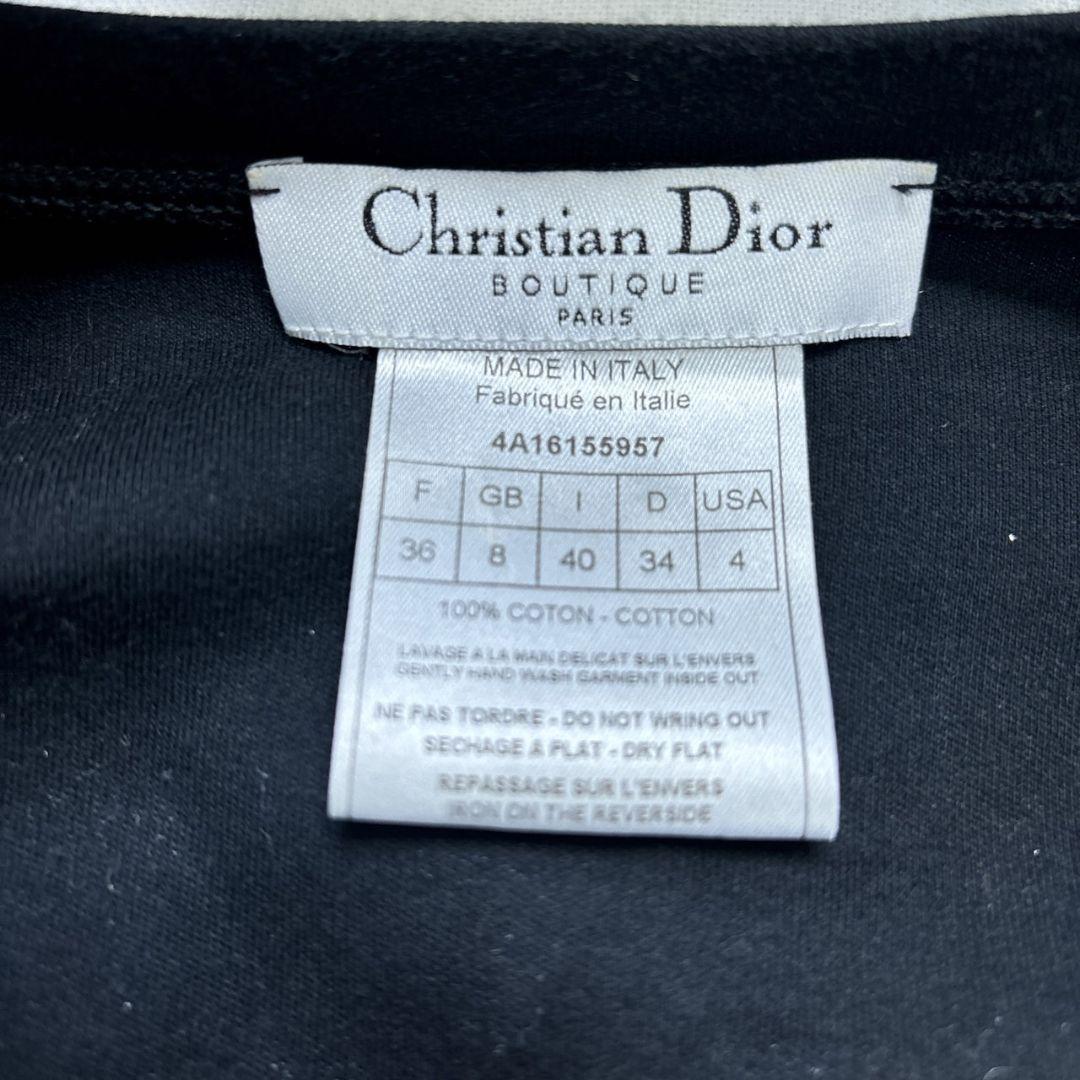 Christian Dior
BOUTIQUE
PARIS
MADE IN ITALY
Fabriqué en Italie
4A16155957
F GB I D USA
36 8 40 34 4
100% COTON - COTTON
LAVAGE A LA MAIN DELICAT SUR L'ENVERS
GENTLY HAND WASH GARMENT INSIDE OUT
NE PAS TORDRE - DO NOT WRING OUT
SECHAGE A PLAT - DRY FLAT
REPASSAGE SUR L'ENVERS
IRON ON THE REVERSIDE